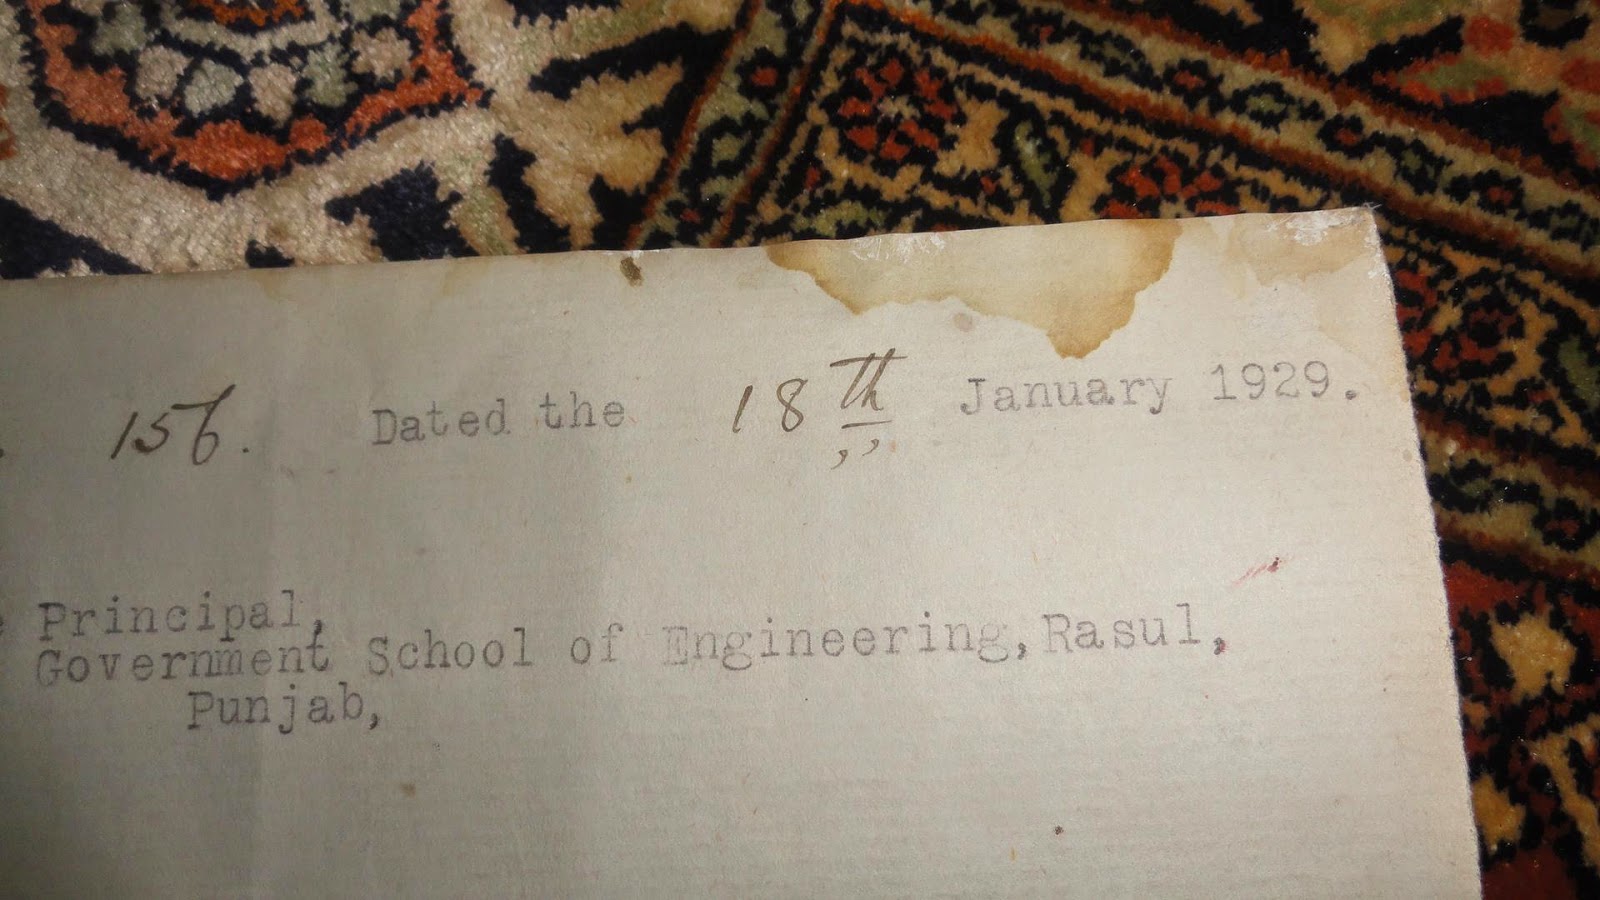 156. Dated the 18th January 1929.
Principal,
Government School of Engineering, Rasul,
Punjab,